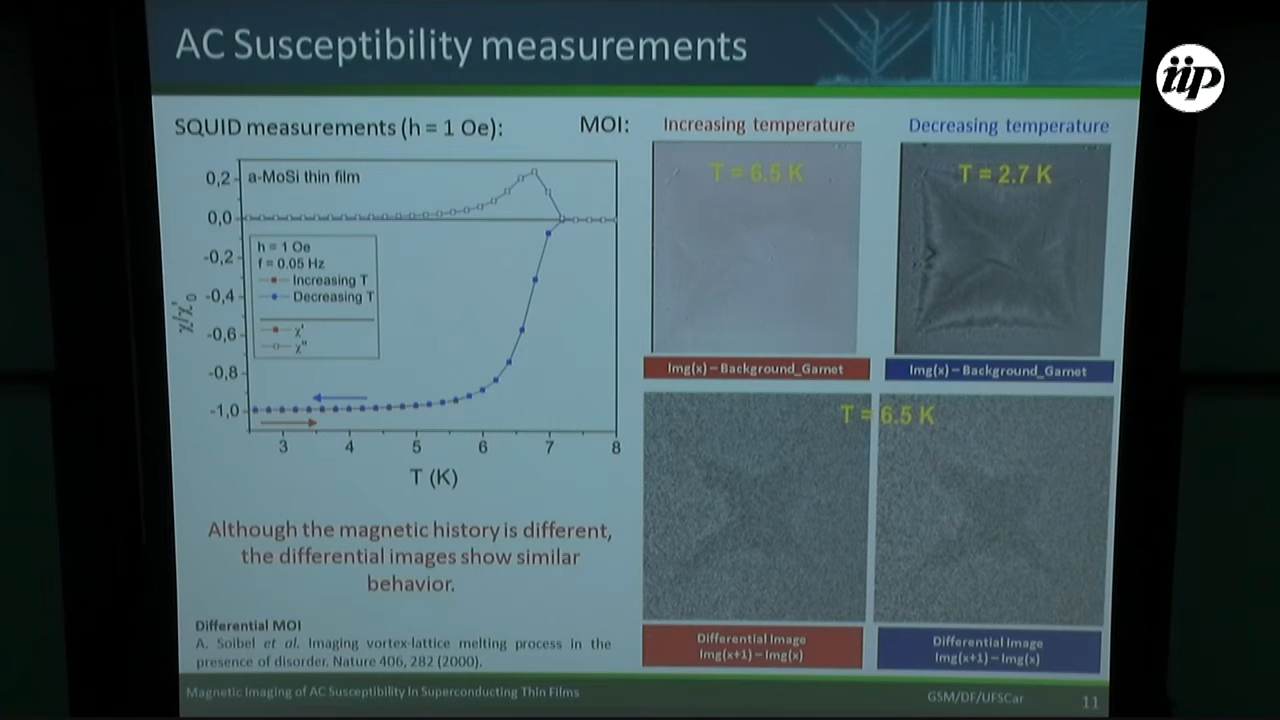 AC Susceptibility measurements
iip
SQUID measurements (h = 1 Oe):
MOI:
Increasing temperature
Decreasing temperature
a-MoSi thin film
0,2
0,0
-0,2
-0,4
-0,6
-0,8
-1,0
χ/χ'₀
h = 1 Oe
f = 0.05 Hz
Increasing T
Decreasing T
χ'
χ"
3 4 5 6 7 8
T (K)
T = 6.5 K
T = 2.7 K
Img(x) – Background_Garnet
Img(x) – Background_Garnet
T = 6.5 K
Differential Image
Img(x+1) – Img(x)
Differential Image
Img(x+1) – Img(x)
Although the magnetic history is different,
the differential images show similar
behavior.
Differential MOI
A. Soibel et al. Imaging vortex-lattice melting process in the
presence of disorder. Nature 406, 282 (2000).
Magnetic Imaging of AC Susceptibility in Superconducting Thin Films
GSM/DF/UFSCar
11